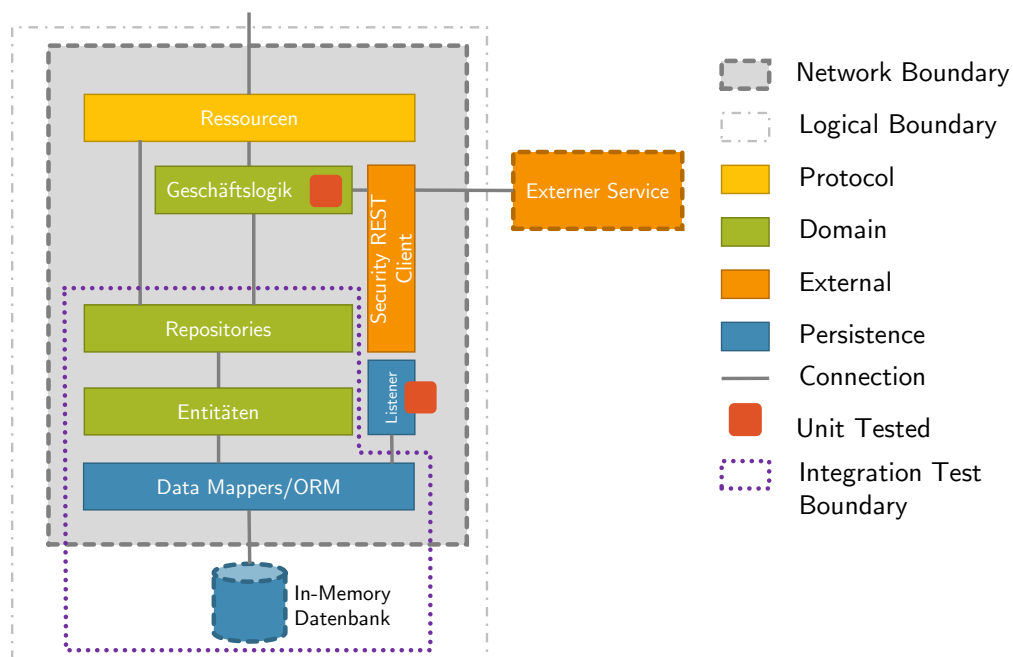 Ressourcen
Geschäftslogik
Security REST
Client
Externer Service
Repositories
Listener
Entitäten
Data Mappers/ORM
In-Memory
Datenbank
Network Boundary
Logical Boundary
Protocol
Domain
External
Persistence
Connection
Unit Tested
Integration Test
Boundary